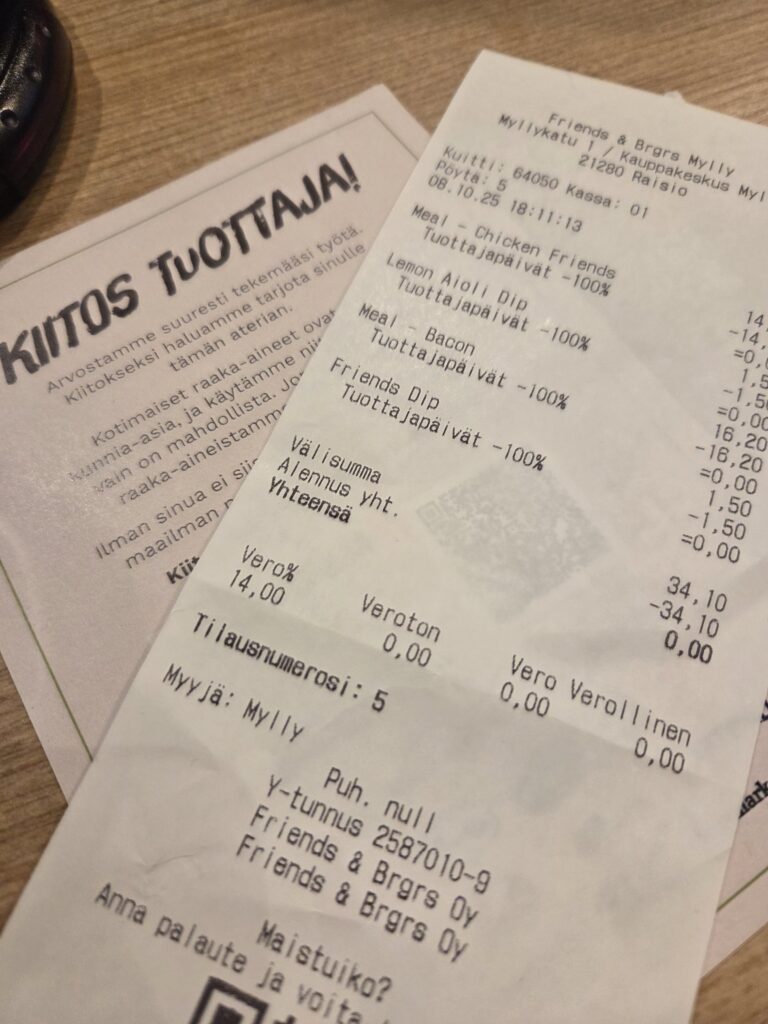 KIITOS TUOTTAJA!
Arvostamme suuresti tekemääsi työtä.
Kiitokseksi haluamme tarjota sinulle
tämän aterian.
Kotimaiset raaka-aineet ovat
kunnia-asia, ja käytämme
vain on mahdollista.
raaka-aineistamme
Ilman sinua ei
maailman
Friends & Brgrs Mylly
Myllykatu 1 / Kauppakeskus Myl
21280 Raisio
Kuitti: 64050 Kassa: 01
Pöytä: 5
08.10.25 18:11:13
Meal - Chicken Friends 14,
Tuottajapäivät -100% -14,
=0,
Lemon Aioli Dip 1,5
Tuottajapäivät -100% -1,50
=0,00
Meal - Bacon 16,20
Tuottajapäivät -100% -16,20
=0,00
Friends Dip 1,50
Tuottajapäivät -100% -1,50
=0,00
Välisumma 34,10
Alennus yht. -34,10
Yhteensä 0,00
Vero% Veroton Vero Verollinen
14,00 0,00 0,00 0,00
Tilausnumerosi: 5
Myyjä: Mylly
Puh. null
Y-tunnus 2587010-9
Friends & Brgrs Oy
Friends & Brgrs Oy
Maistuiko?
Anna palaute ja voita